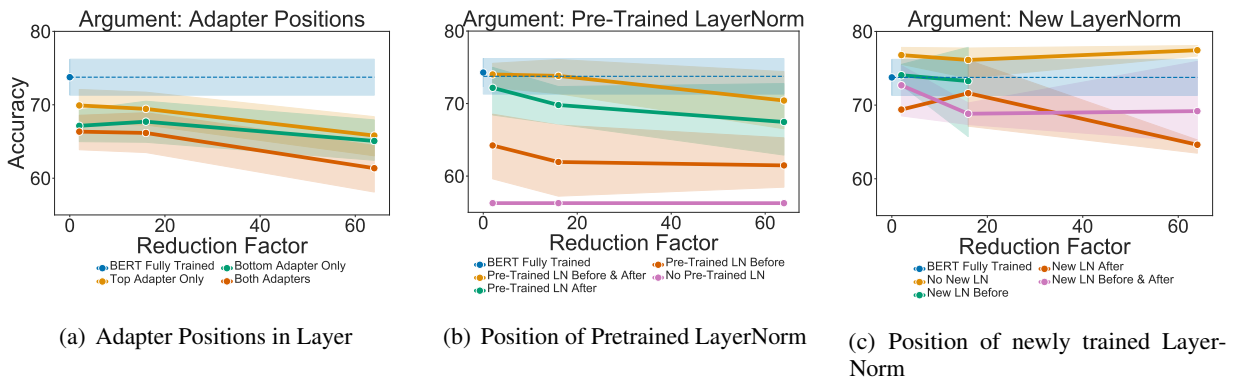 Argument: Adapter Positions
80
70
60
Accuracy
0 20 40 60
Reduction Factor
BERT Fully Trained Bottom Adapter Only
Top Adapter Only Both Adapters
(a) Adapter Positions in Layer
Argument: Pre-Trained LayerNorm
80
70
60
0 20 40 60
Reduction Factor
BERT Fully Trained Pre-Trained LN Before
Pre-Trained LN Before & After No Pre-Trained LN
Pre-Trained LN After
(b) Position of Pretrained LayerNorm
Argument: New LayerNorm
80
70
60
0 20 40 60
Reduction Factor
BERT Fully Trained New LN After
No New LN New LN Before & After
New LN Before
(c) Position of newly trained Layer-
Norm